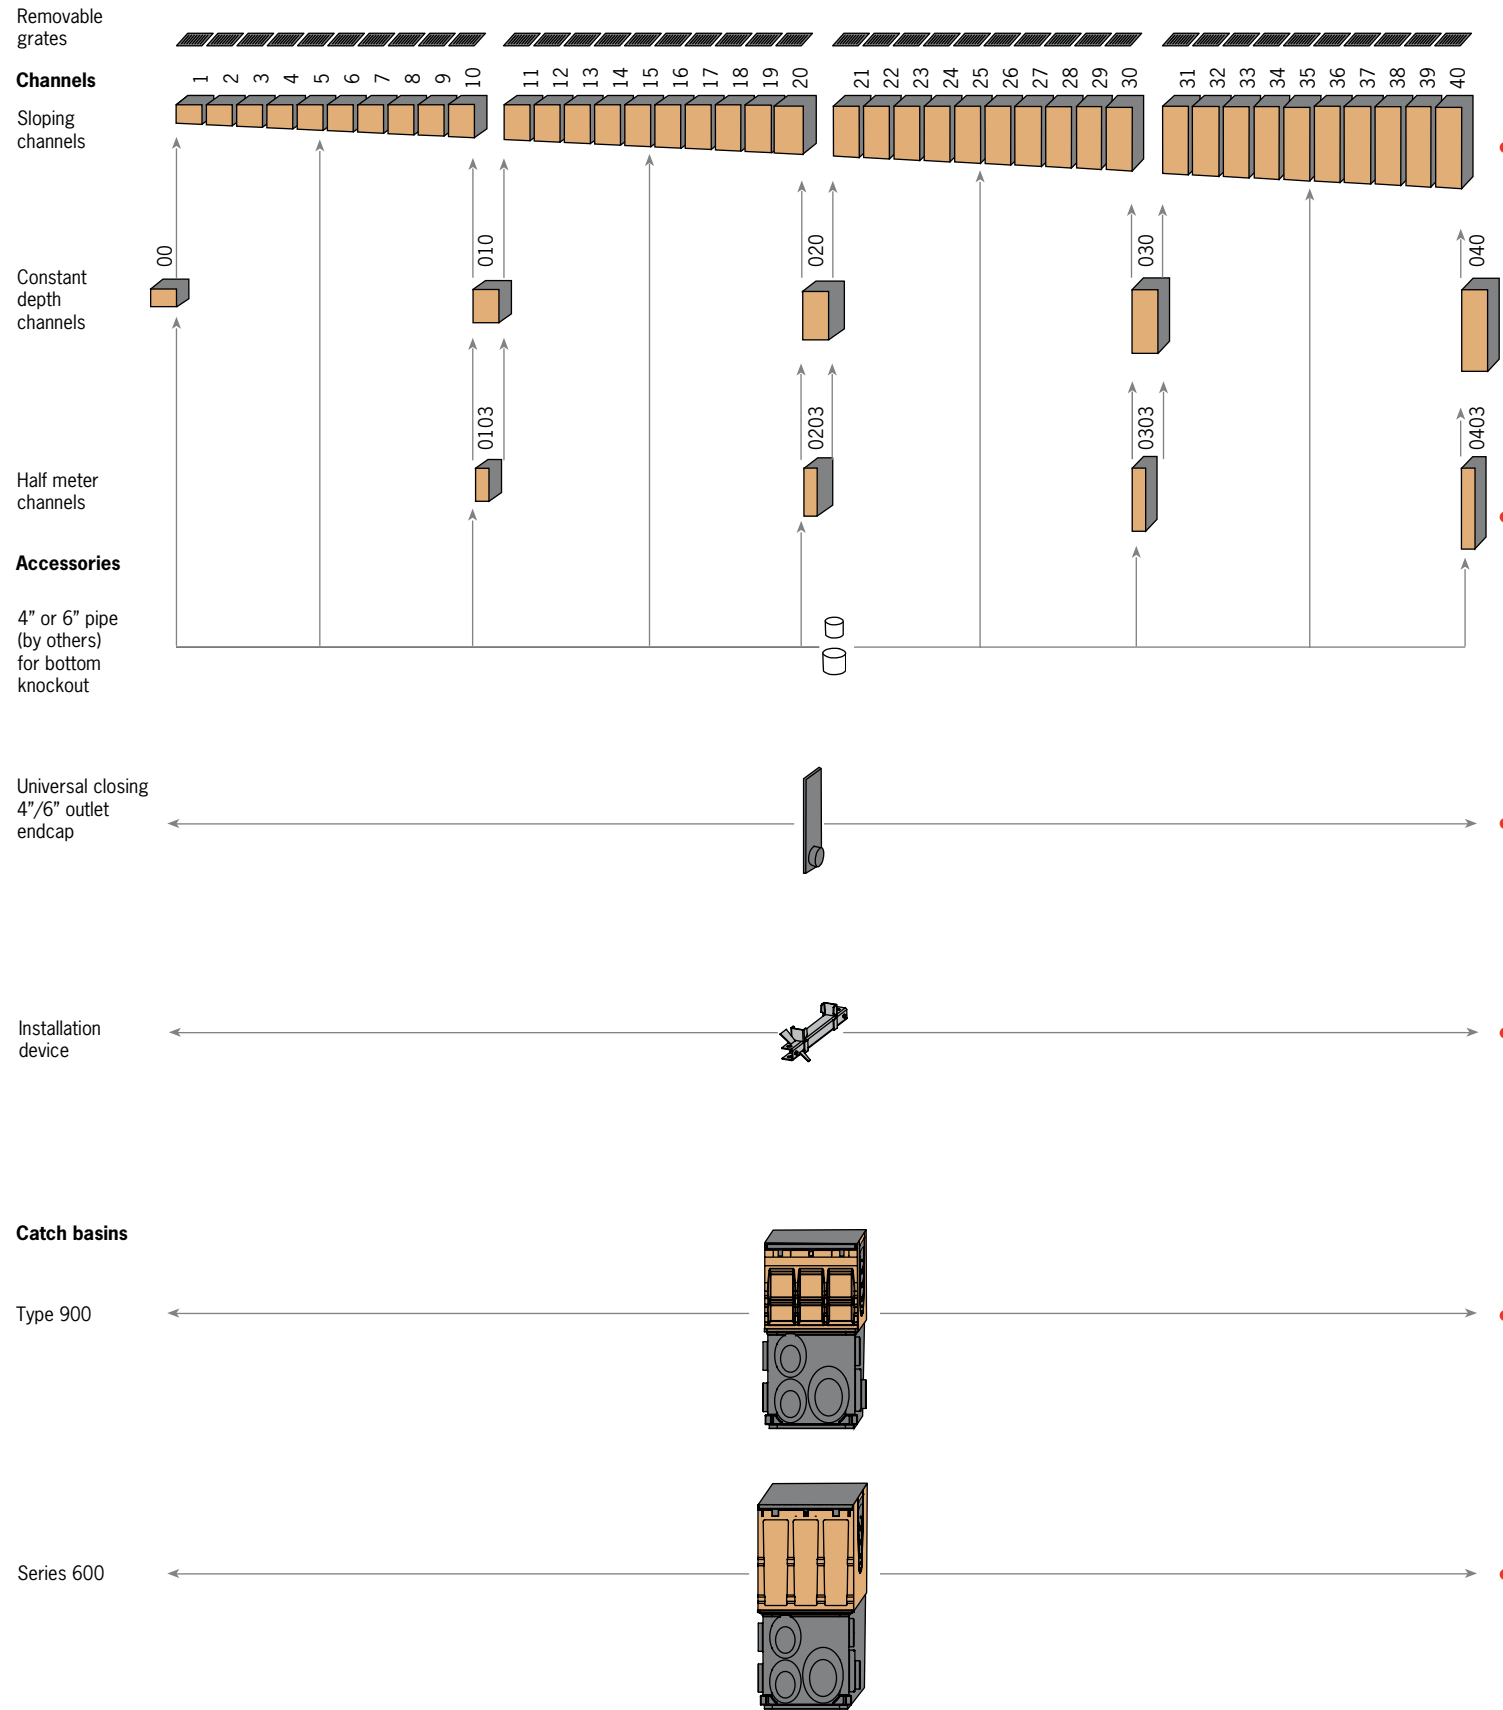 Removable
grates
Channels
1 2 3 4 5 6 7 8 9 10 11 12 13 14 15 16 17 18 19 20 21 22 23 24 25 26 27 28 29 30 31 32 33 34 35 36 37 38 39 40
Sloping
channels
00 010 020 030 040
Constant
depth
channels
0103 0203 0303 0403
Half meter
channels
Accessories
4” or 6” pipe
(by others)
for bottom
knockout
Universal closing
4”/6” outlet
endcap
Installation
device
Catch basins
Type 900
Series 600